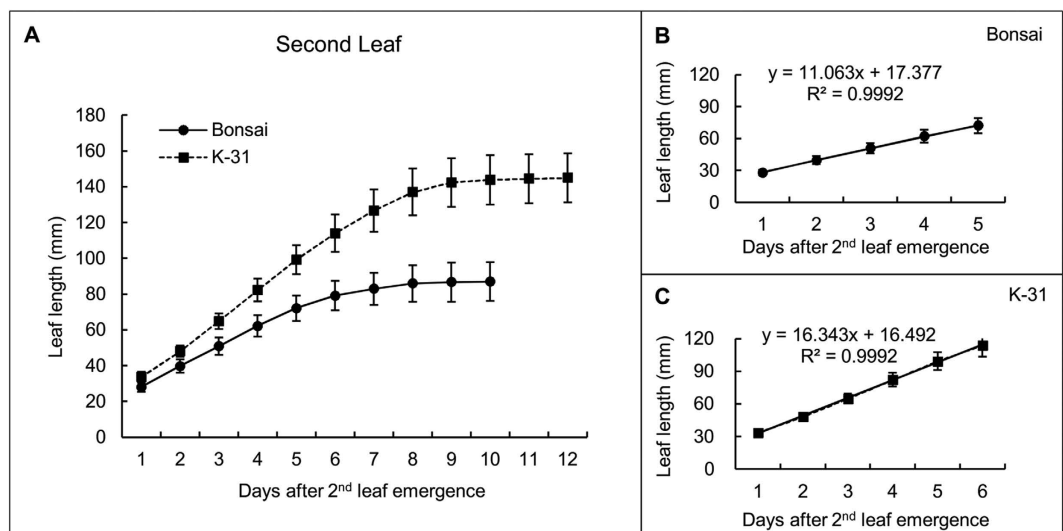 A
Second Leaf
Bonsai
K-31
Leaf length (mm)
180
160
140
120
100
80
60
40
20
0
1 2 3 4 5 6 7 8 9 10 11 12
Days after 2nd leaf emergence
B
Bonsai
y = 11.063x + 17.377
R² = 0.9992
Leaf length (mm)
120
90
60
30
0
1 2 3 4 5
Days after 2nd leaf emergence
C
K-31
y = 16.343x + 16.492
R² = 0.9992
Leaf length (mm)
120
90
60
30
0
1 2 3 4 5 6
Days after 2nd leaf emergence